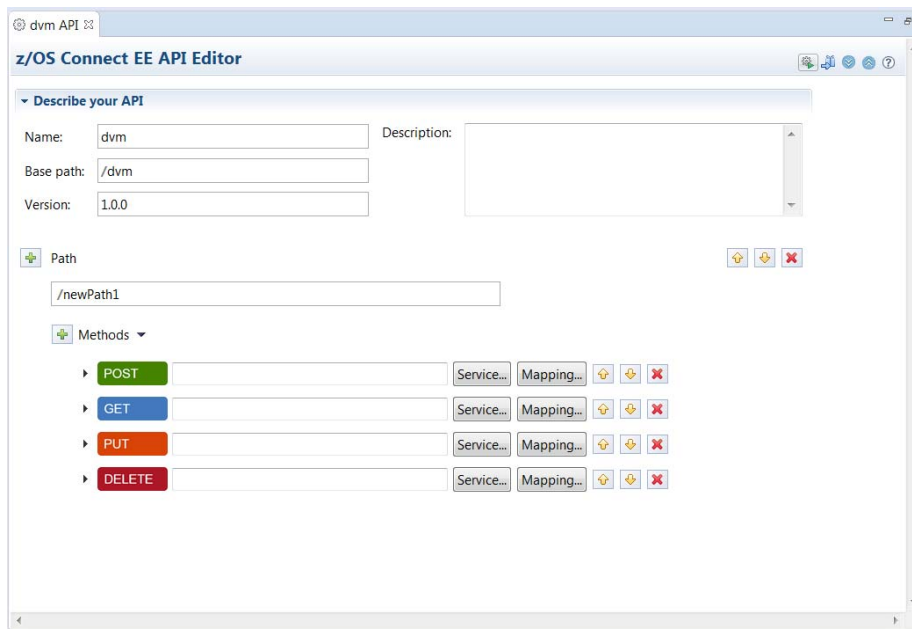 dvm API
z/OS Connect EE API Editor
Describe your API
Name: dvm Description:
Base path: /dvm
Version: 1.0.0
Path
/newPath1
Methods
POST Service... Mapping...
GET Service... Mapping...
PUT Service... Mapping...
DELETE Service... Mapping...